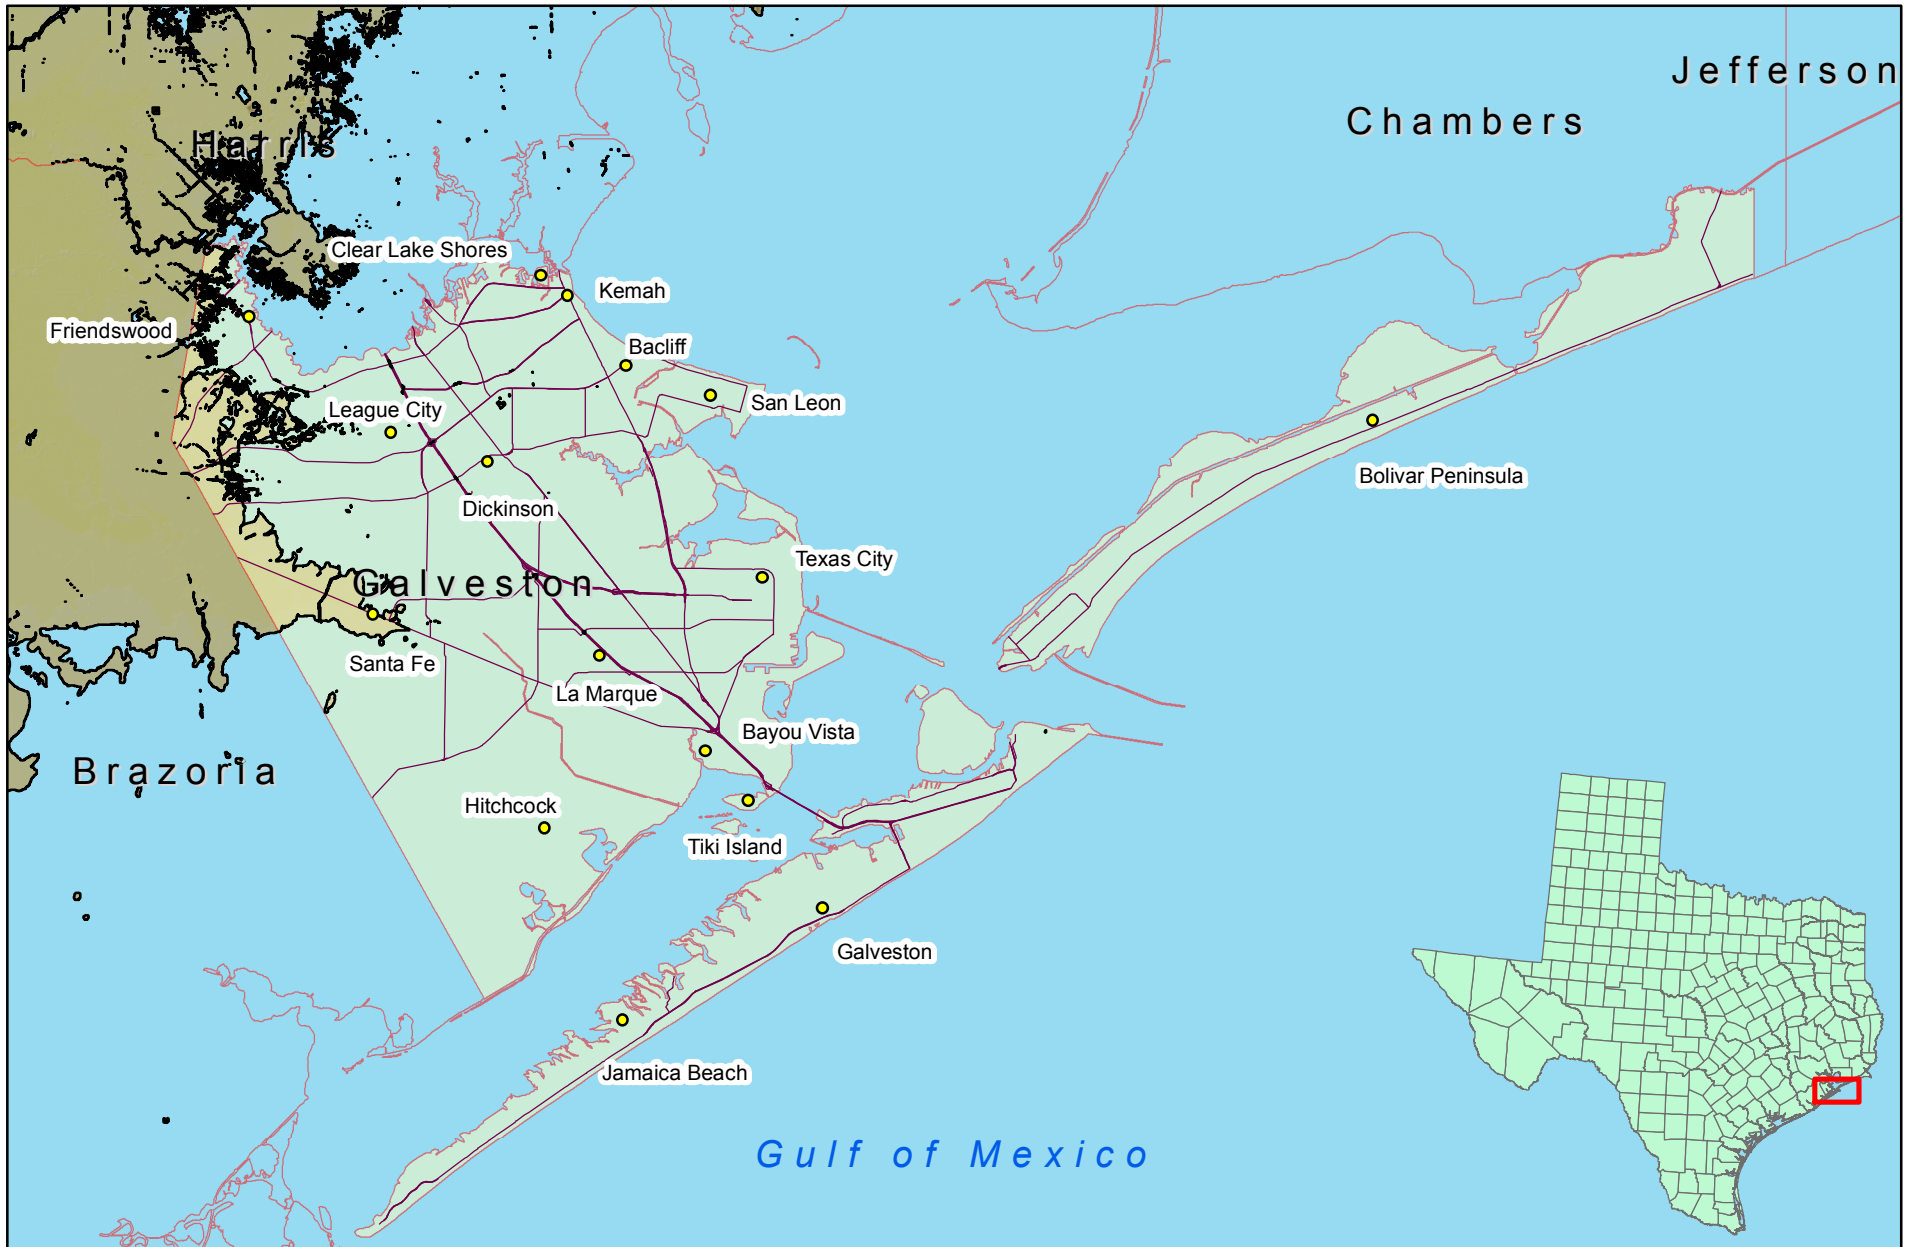 Jefferson
Chambers
Harris
Clear Lake Shores
Kemah
Friendswood
Bacliff
San Leon
League City
Bolivar Peninsula
Dickinson
Texas City
Galveston
Santa Fe
La Marque
Bayou Vista
Brazoria
Hitchcock
Tiki Island
Galveston
Jamaica Beach
Gulf of Mexico